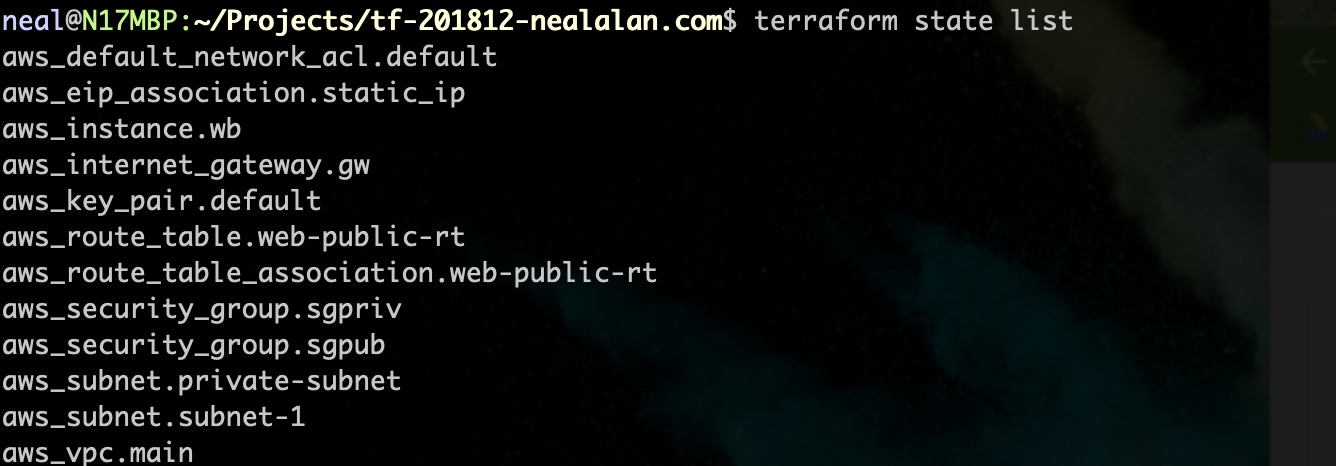 neal@N17MBP:~/Projects/tf-201812-nealalan.com$ terraform state list
aws_default_network_acl.default
aws_eip_association.static_ip
aws_instance.wb
aws_internet_gateway.gw
aws_key_pair.default
aws_route_table.web-public-rt
aws_route_table_association.web-public-rt
aws_security_group.sgpriv
aws_security_group.sgpub
aws_subnet.private-subnet
aws_subnet.subnet-1
aws_vpc.main